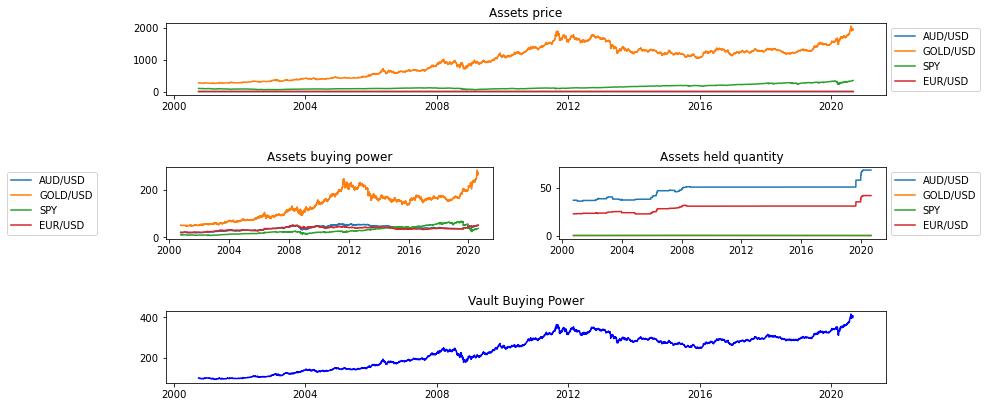 Assets price
2000
1000
0
2000 2004 2008 2012 2016 2020
AUD/USD
GOLD/USD
SPY
EUR/USD
AUD/USD
GOLD/USD
SPY
EUR/USD
Assets buying power
200
0
2000 2004 2008 2012 2016 2020
Assets held quantity
50
0
2000 2004 2008 2012 2016 2020
AUD/USD
GOLD/USD
SPY
EUR/USD
Vault Buying Power
400
200
2000 2004 2008 2012 2016 2020